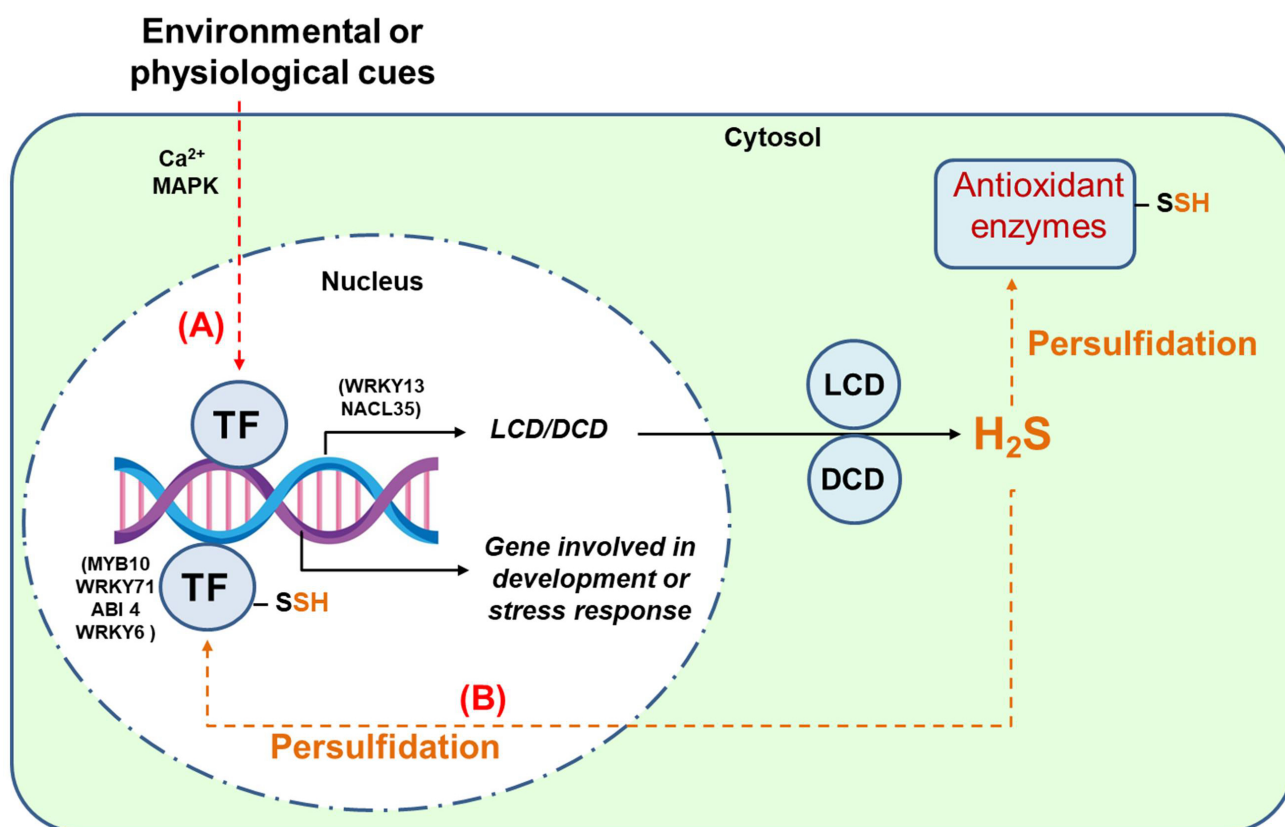 Environmental or
physiological cues
Cytosol
Ca²⁺
MAPK
Antioxidant
enzymes
– SSH
Nucleus
(A)
Persulfidation
(WRKY13
NACL35)
LCD
TF
LCD/DCD
H₂S
DCD
Gene involved in
development or
stress response
(MYB10
WRKY71
ABI 4
WRKY6 )
TF
– SSH
(B)
Persulfidation